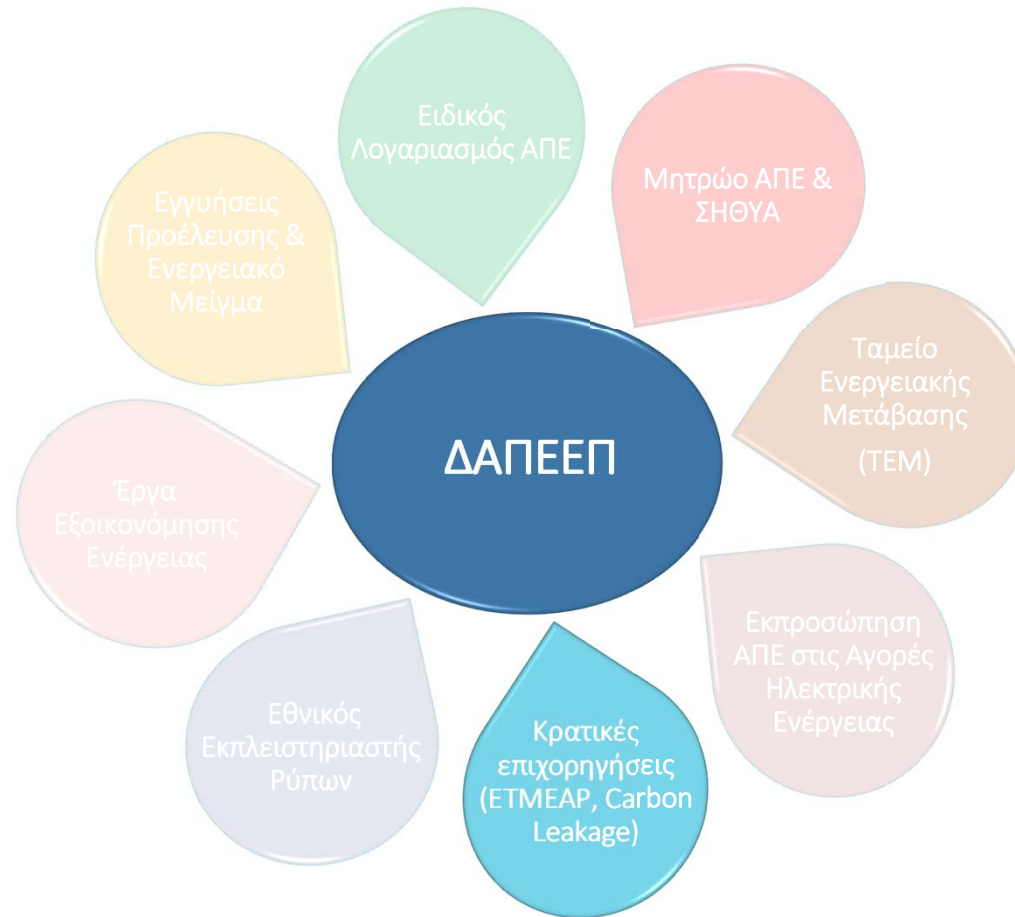 Ειδικός
Λογαριασμός ΑΠΕ
Μητρώο ΑΠΕ &
ΣΗΘΥΑ
Εγγυήσεις
Προέλευσης &
Ενεργειακό
Μείγμα
Ταμείο
Ενεργειακής
Μετάβασης
(ΤΕΜ)
ΔΑΠΕΕΠ
Έργα
Εξοικονόμησης
Ενέργειας
Εκπροσώπηση
ΑΠΕ στις Αγορές
Ηλεκτρικής
Ενέργειας
Εθνικός
Εκπλειστηριαστής
Ρύπων
Κρατικές
επιχορηγήσεις
(ΕΤΜΕΑΡ, Carbon
Leakage)